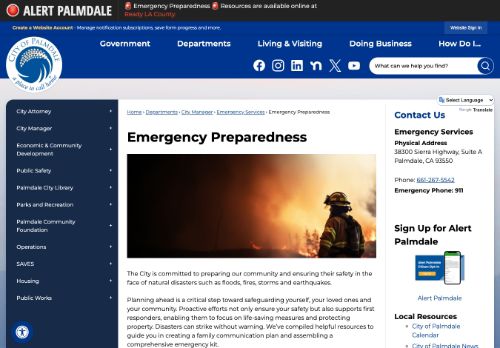 ALERT PALMDALE
🚨Emergency Preparedness 🚨 Resources are available online at
Ready LA County.
Create a Website Account - Manage notification subscriptions, save form progress and more.
Website Sign In
CITY OF PALMDALE
a place to call home
Government
Departments
Living & Visiting
Doing Business
How Do I...
What can we help you find?
Select Language
Google Translate
City Attorney +
City Manager +
Economic & Community
Development +
Public Safety +
Palmdale City Library +
Parks and Recreation +
Palmdale Community
Foundation +
Operations +
SAVES +
Housing +
Public Works +
Home › Departments › City Manager › Emergency Services › Emergency Preparedness
Emergency Preparedness
The City is committed to preparing our community and ensuring their safety in the
face of natural disasters such as floods, fires, storms and earthquakes.
Planning ahead is a critical step toward safeguarding yourself, your loved ones and
your community. Proactive efforts not only ensure your safety but also supports first
responders, enabling them to focus on life-saving measures and protecting
property. Disasters can strike without warning. We've compiled helpful resources to
guide you in creating a family communication plan and assembling a
comprehensive emergency kit.
Contact Us
Emergency Services
Physical Address
38300 Sierra Highway, Suite A
Palmdale, CA 93550
Phone: 661-267-5542
Emergency Phone: 911
Sign Up for Alert
Palmdale
Alert Palmdale
Local Resources
• City of Palmdale
Calendar
• City of Palmdale News